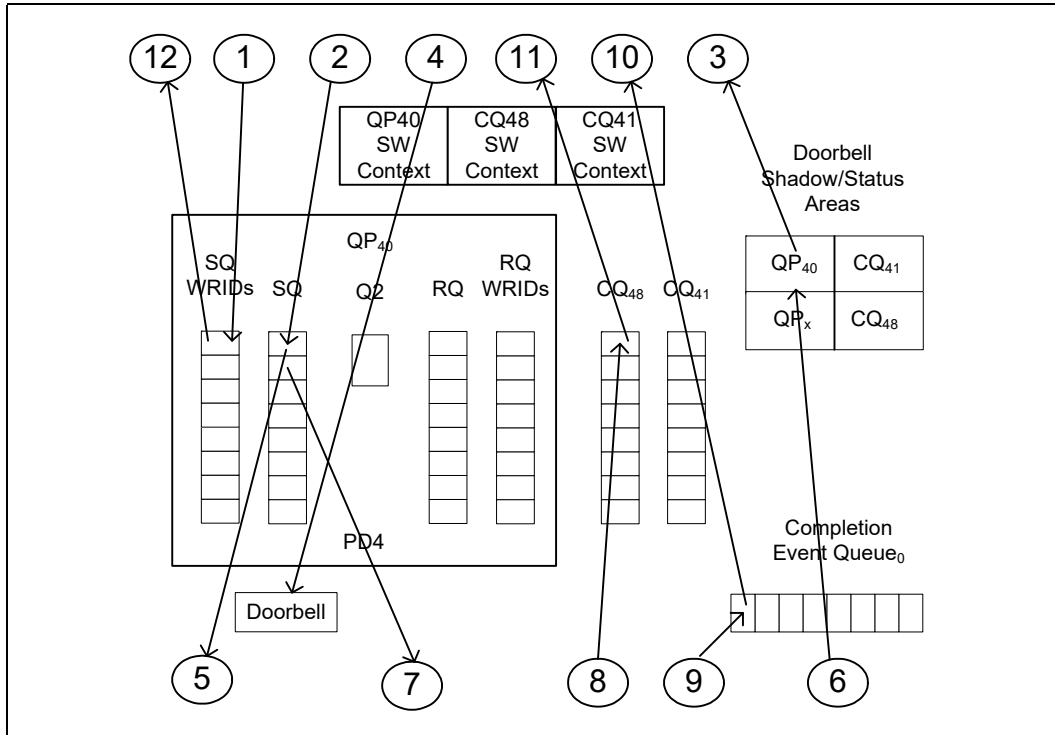 12
1
2
4
11
10
3
QP40
SW
Context
CQ48
SW
Context
CQ41
SW
Context
Doorbell
Shadow/Status
Areas
QP40
CQ41
QPx
CQ48
QP40
SQ
WRIDs
SQ
Q2
RQ
RQ
WRIDs
CQ48
CQ41
PD4
Completion
Event Queue0
Doorbell
5
7
8
9
6